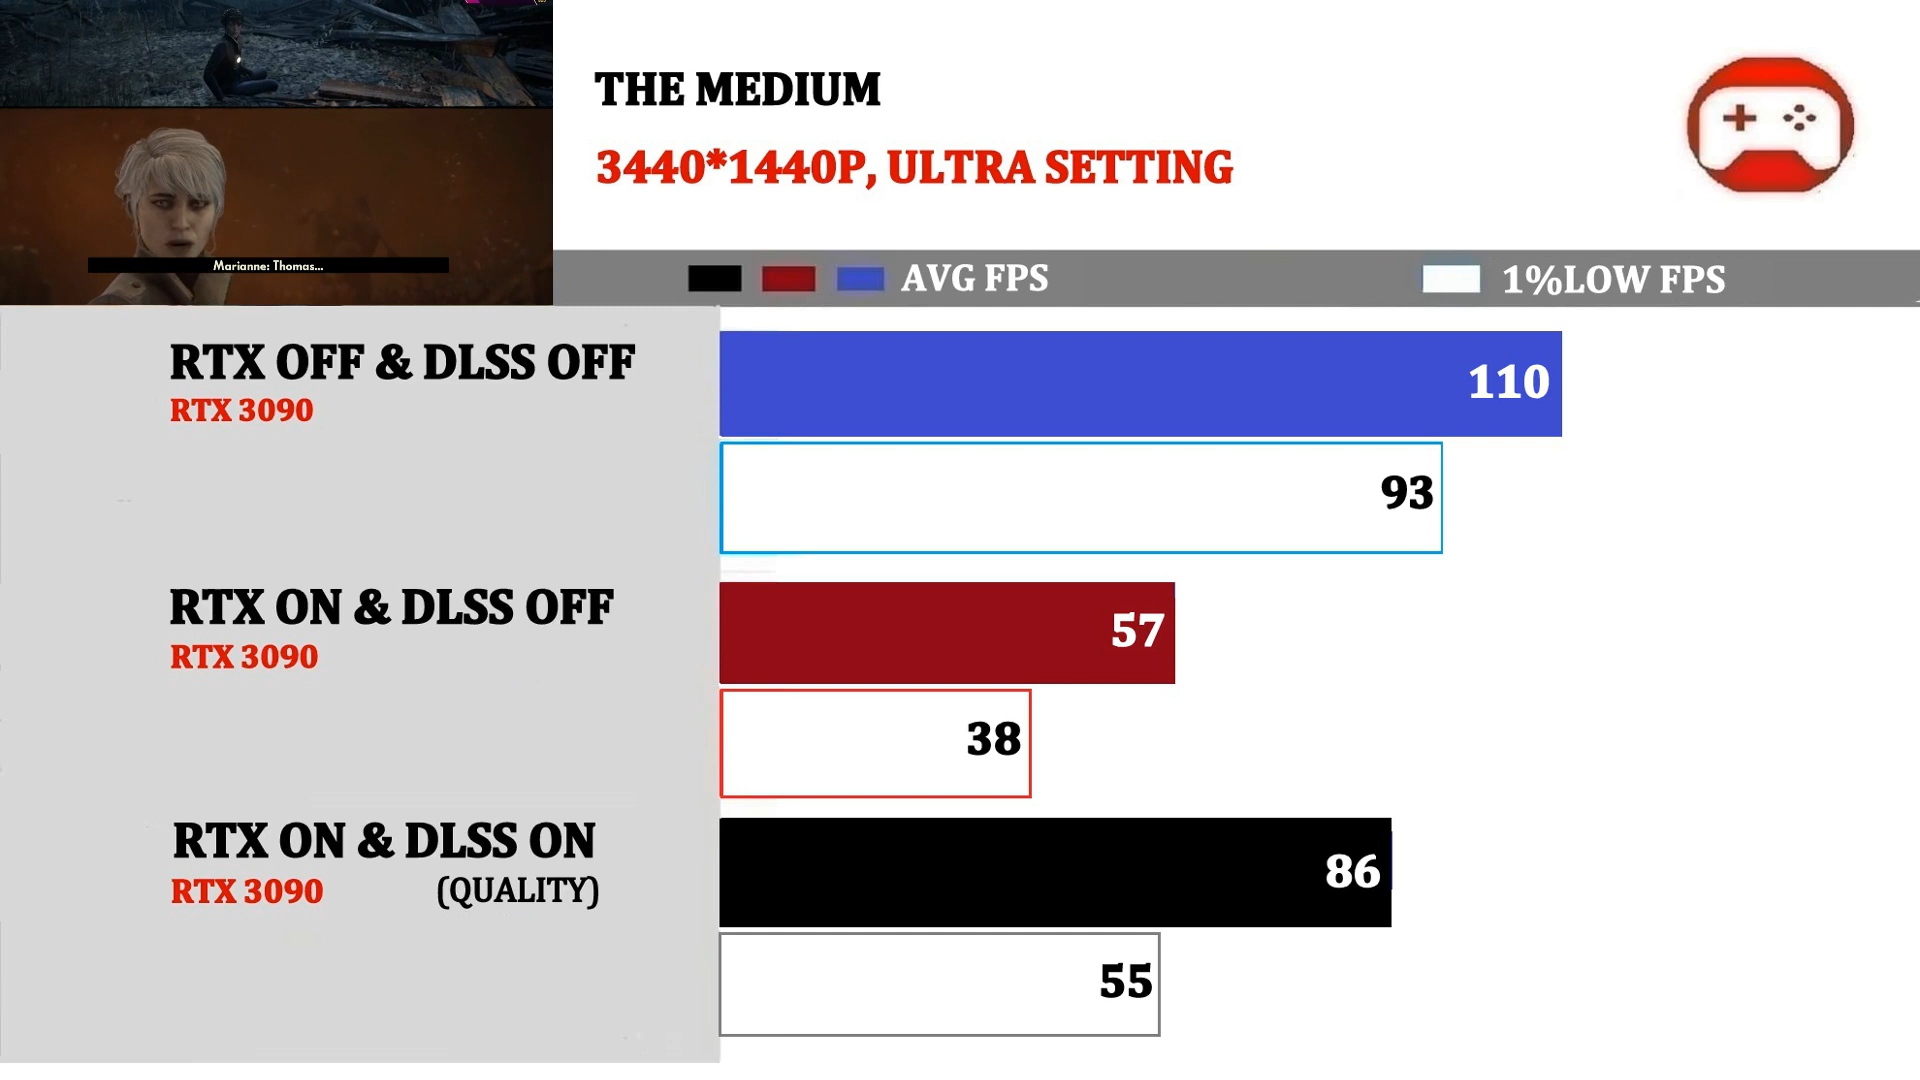 THE MEDIUM
3440*1440P, ULTRA SETTING
Marianne: Thomas...
AVG FPS
1%LOW FPS
RTX OFF & DLSS OFF
RTX 3090
110
93
RTX ON & DLSS OFF
RTX 3090
57
38
RTX ON & DLSS ON
RTX 3090 (QUALITY)
86
55